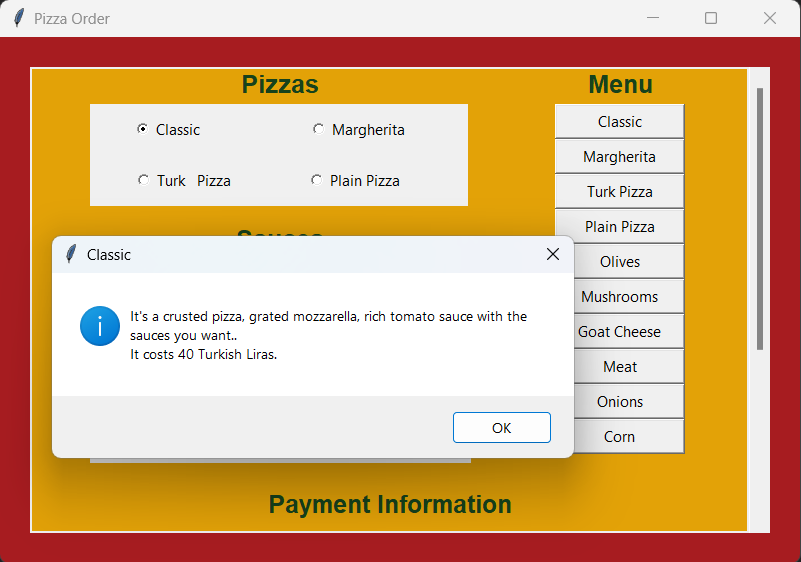 Pizza Order
Pizzas
Menu
Classic
Margherita
Turk   Pizza
Plain Pizza
Classic
Margherita
Turk Pizza
Plain Pizza
Olives
Mushrooms
Goat Cheese
Meat
Onions
Corn
Classic
It's a crusted pizza, grated mozzarella, rich tomato sauce with the
sauces you want..
It costs 40 Turkish Liras.
OK
Payment Information